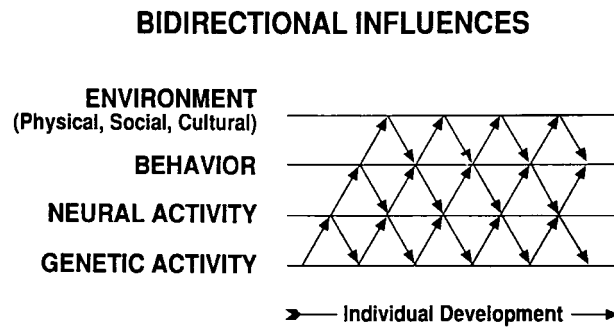 BIDIRECTIONAL INFLUENCES
ENVIRONMENT
(Physical, Social, Cultural)
BEHAVIOR
NEURAL ACTIVITY
GENETIC ACTIVITY
Individual Development